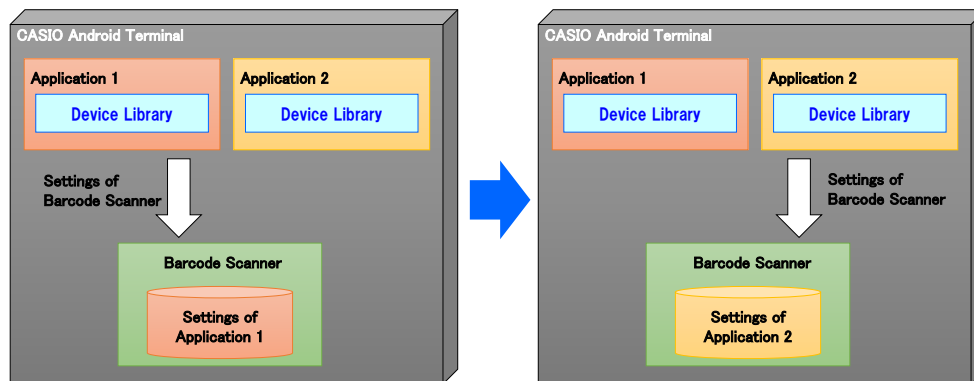 CASIO Android Terminal
Application 1
Device Library
Application 2
Device Library
Settings of
Barcode Scanner
Barcode Scanner
Settings of
Application 1
CASIO Android Terminal
Application 1
Device Library
Application 2
Device Library
Settings of
Barcode Scanner
Barcode Scanner
Settings of
Application 2